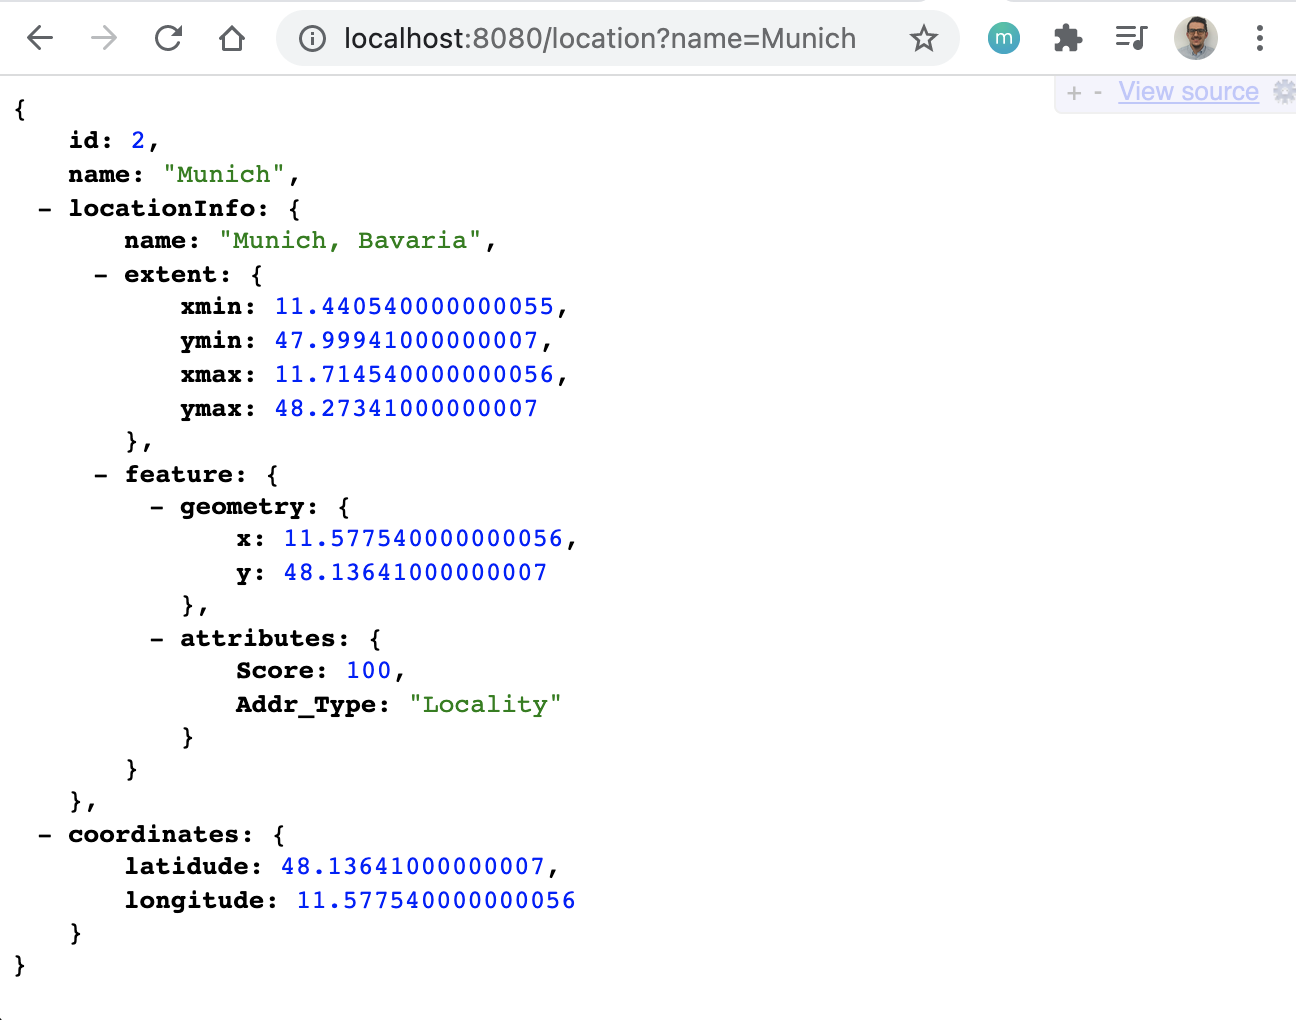 localhost:8080/location?name=Munich
m
+ - View source
{
id: 2,
name: "Munich",
- locationInfo: {
name: "Munich, Bavaria",
- extent: {
xmin: 11.440540000000055,
ymin: 47.99941000000007,
xmax: 11.714540000000056,
ymax: 48.27341000000007
},
- feature: {
- geometry: {
x: 11.577540000000056,
y: 48.13641000000007
},
- attributes: {
Score: 100,
Addr_Type: "Locality"
}
}
},
- coordinates: {
latidude: 48.13641000000007,
longitude: 11.577540000000056
}
}